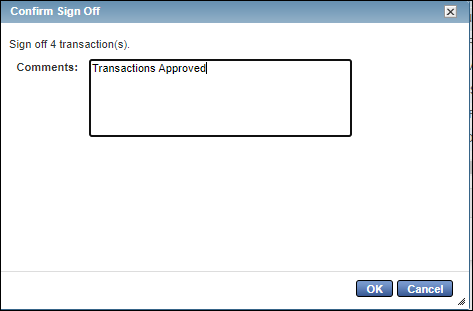 Confirm Sign Off
Sign off 4 transaction(s).
Comments: Transactions Approved
OK Cancel